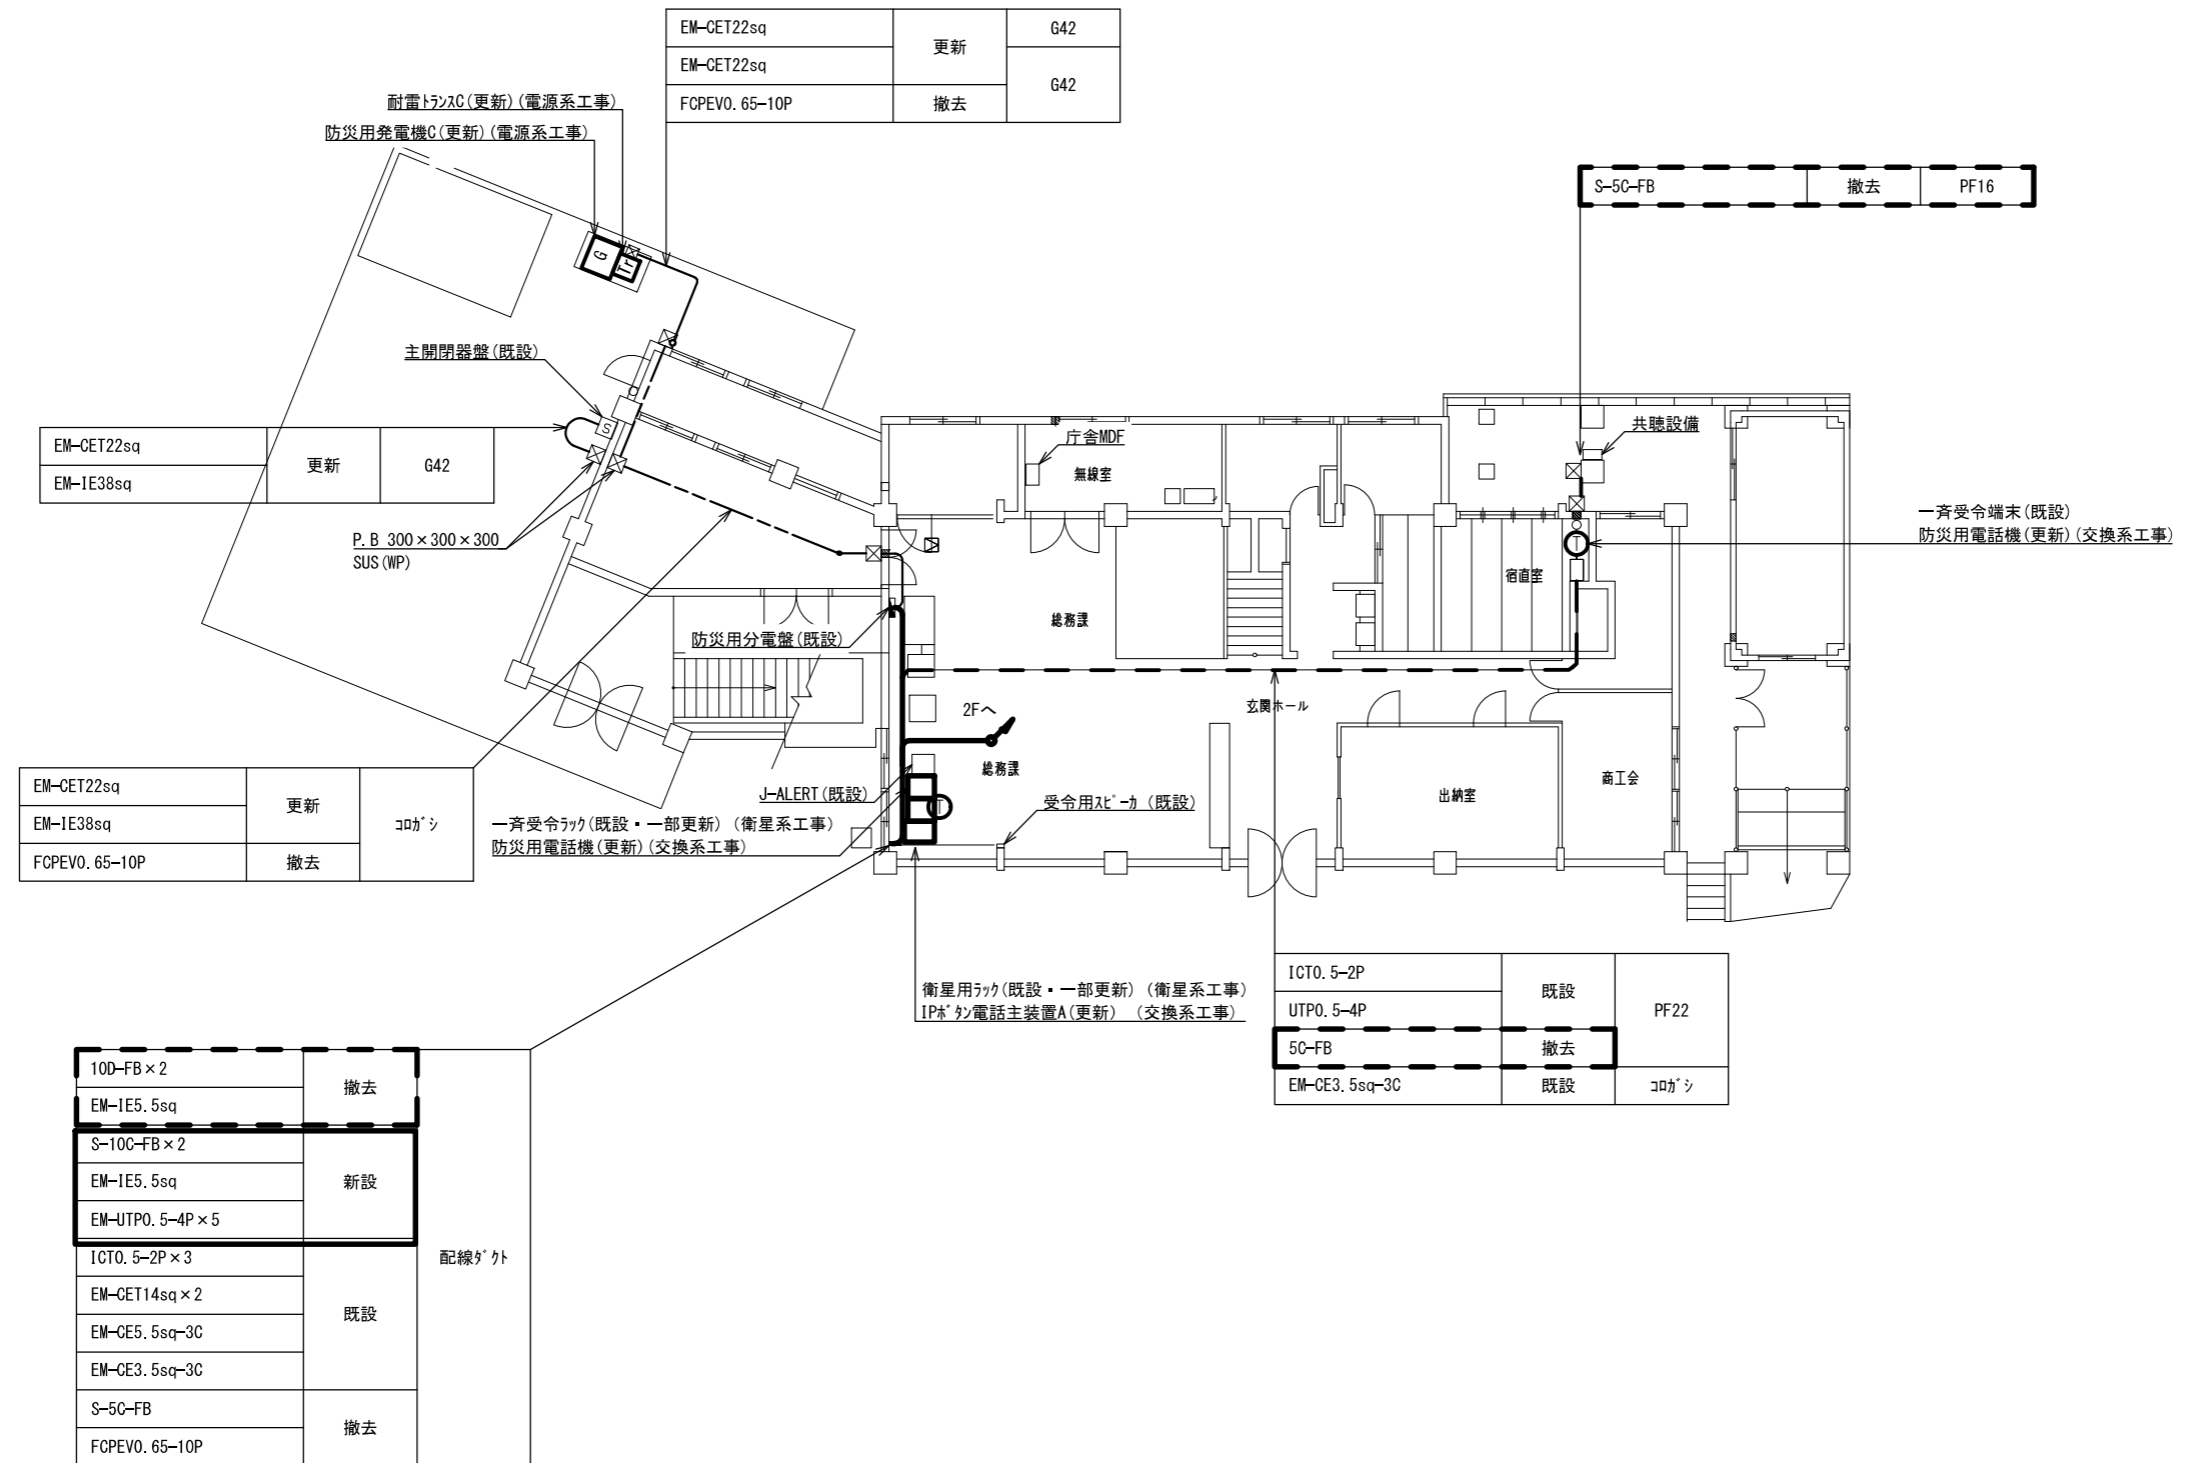 EM-CET22sq 更新 G42
EM-CET22sq G42
FCPEV0.65-10P 撤去
耐雷ﾄﾗﾝｽC(更新)(電源系工事)
防災用発電機C(更新)(電源系工事)
S-5C-FB 撤去 PF16
G
Tr
主開閉器盤(既設)
S
EM-CET22sq 更新 G42
EM-IE38sq
P.B 300×300×300
SUS(WP)
庁舎MDF
無線室
共聴設備
一斉受令端末(既設)
防災用電話機(更新)(交換系工事)
T
宿直室
総務課
防災用分電盤(既設)
2Fへ
玄関ホール
総務課
商工会
出納室
J-ALERT(既設)
T
受令用ｽﾋﾟｰｶ(既設)
一斉受令ﾗｯｸ(既設・一部更新)(衛星系工事)
防災用電話機(更新)(交換系工事)
EM-CET22sq 更新 ｺﾛｶﾞｼ
EM-IE38sq
FCPEV0.65-10P 撤去
衛星用ﾗｯｸ(既設・一部更新)(衛星系工事)
IPﾎﾞﾀﾝ電話主装置A(更新) (交換系工事)
ICT0.5-2P 既設 PF22
UTP0.5-4P
5C-FB 撤去
EM-CE3.5sq-3C 既設 ｺﾛｶﾞｼ
10D-FB×2 撤去
EM-IE5.5sq
S-10C-FB×2 新設
EM-IE5.5sq
EM-UTP0.5-4P×5
ICT0.5-2P×3 既設 配線ﾀﾞｸﾄ
EM-CET14sq×2
EM-CE5.5sq-3C
EM-CE3.5sq-3C
S-5C-FB 撤去
FCPEV0.65-10P